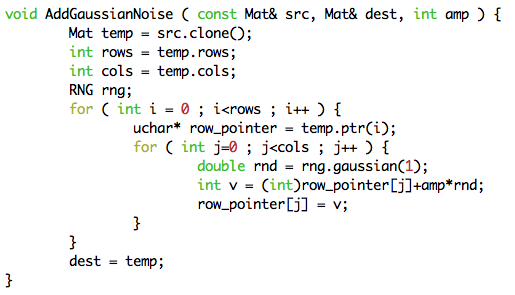 void AddGaussianNoise ( const Mat& src, Mat& dest, int amp ) {
        Mat temp = src.clone();
        int rows = temp.rows;
        int cols = temp.cols;
        RNG rng;
        for ( int i = 0 ; i<rows ; i++ ) {
                uchar* row_pointer = temp.ptr(i);
                for ( int j=0 ; j<cols ; j++ ) {
                        double rnd = rng.gaussian(1);
                        int v = (int)row_pointer[j]+amp*rnd;
                        row_pointer[j] = v;
                }
        }
        dest = temp;
}